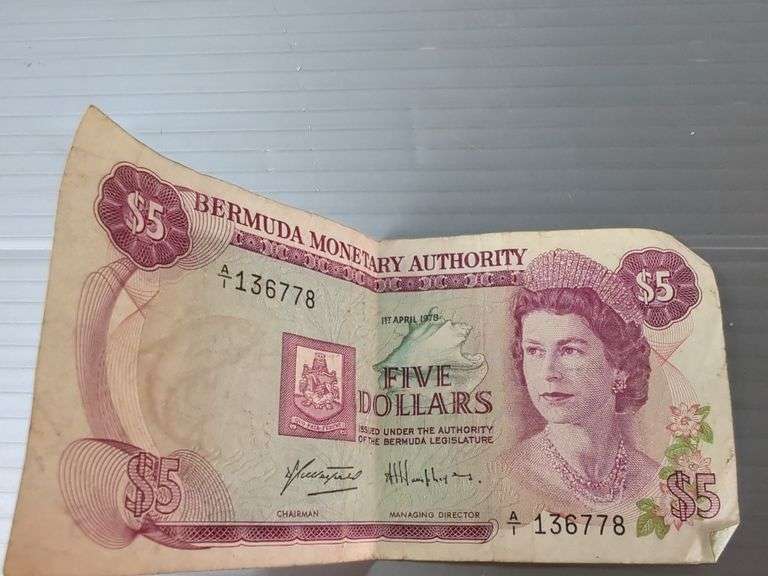 $5
BERMUDA MONETARY AUTHORITY
$5
A/1 136778
1ST APRIL 1978
FIVE
DOLLARS
ISSUED UNDER THE AUTHORITY
OF THE BERMUDA LEGISLATURE
$5
$5
CHAIRMAN
MANAGING DIRECTOR
A/1 136778